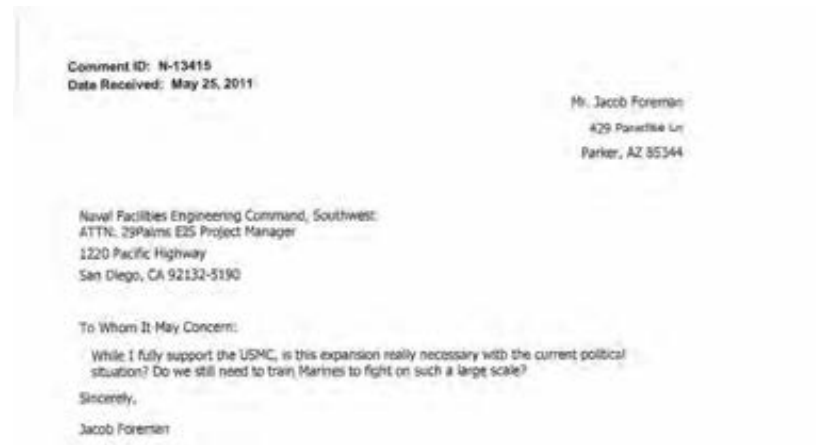 Comment ID: N-13415
Date Received: May 25, 2011
Mr. Jacob Foreman
429 Paradise Ln
Parker, AZ 85344
Naval Facilities Engineering Command, Southwest
ATTN: 29Palms EIS Project Manager
1220 Pacific Highway
San Diego, CA 92132-5190
To Whom It May Concern:
While I fully support the USMC, is this expansion really necessary with the current political
situation? Do we still need to train Marines to fight on such a large scale?
Sincerely,
Jacob Foreman